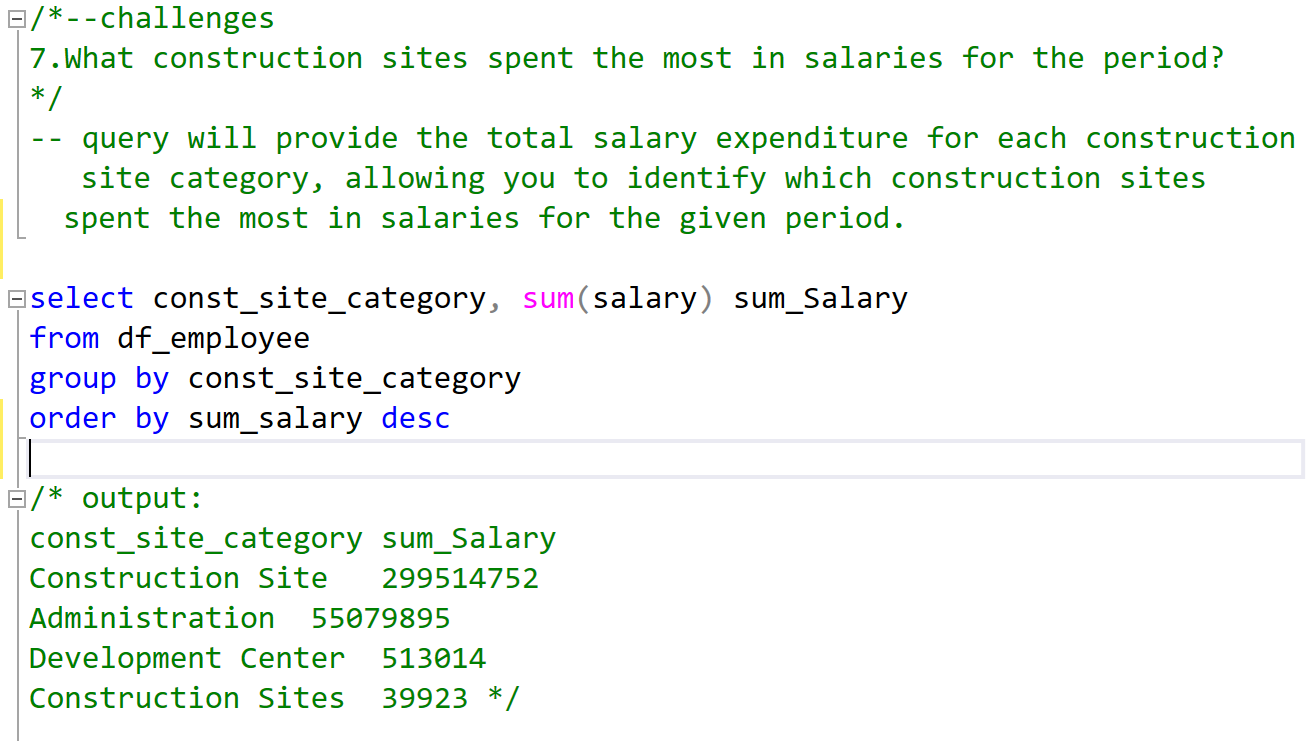 /*--challenges
7.What construction sites spent the most in salaries for the period?
*/
-- query will provide the total salary expenditure for each construction
site category, allowing you to identify which construction sites
spent the most in salaries for the given period.
select const_site_category, sum(salary) sum_Salary
from df_employee
group by const_site_category
order by sum_salary desc
/* output:
const_site_category sum_Salary
Construction Site 299514752
Administration 55079895
Development Center 513014
Construction Sites 39923 */